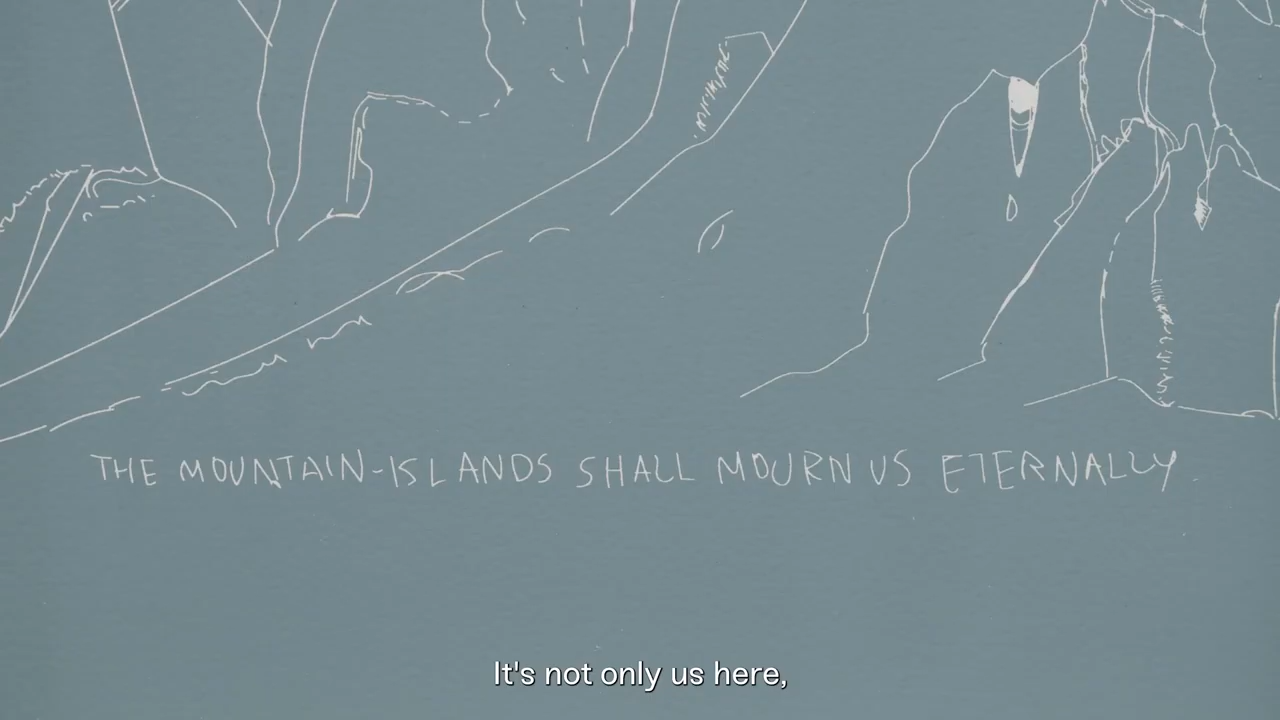 THE MOUNTAIN-ISLANDS SHALL MOURN US ETERNALLY
It's not only us here,